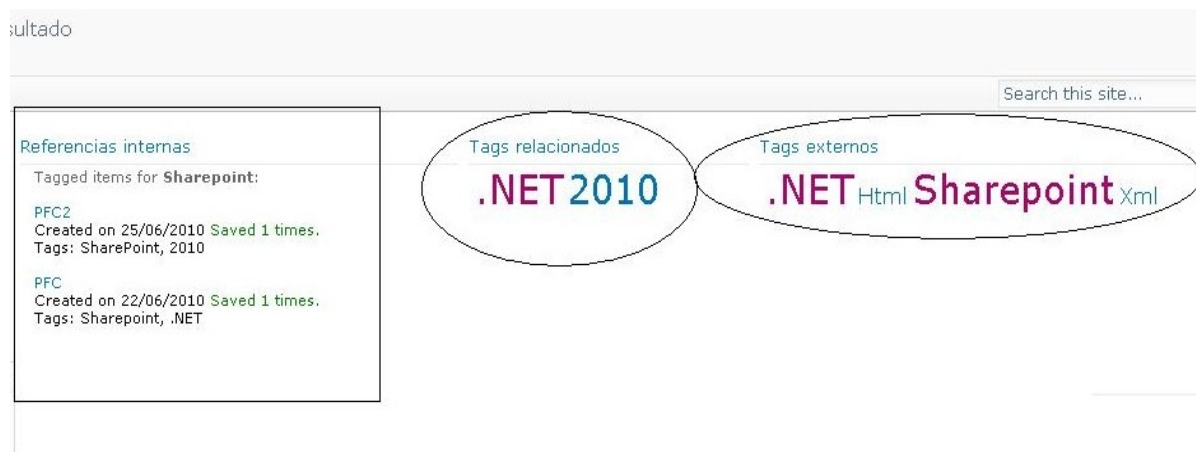 sultado
Search this site...
Referencias internas
Tagged items for Sharepoint:
PFC2
Created on 25/06/2010 Saved 1 times.
Tags: SharePoint, 2010
PFC
Created on 22/06/2010 Saved 1 times.
Tags: Sharepoint, .NET
Tags relacionados
.NET 2010
Tags externos
.NET Html Sharepoint Xml